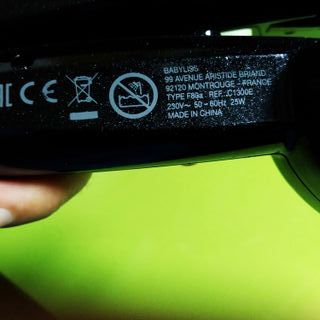 BABYLISS
99 AVENUE ARISTIDE BRIAND
92120 MONTROUGE - FRANCE
TYPE F89a REF. C1300E
230V~ 50-60Hz 25W
MADE IN CHINA